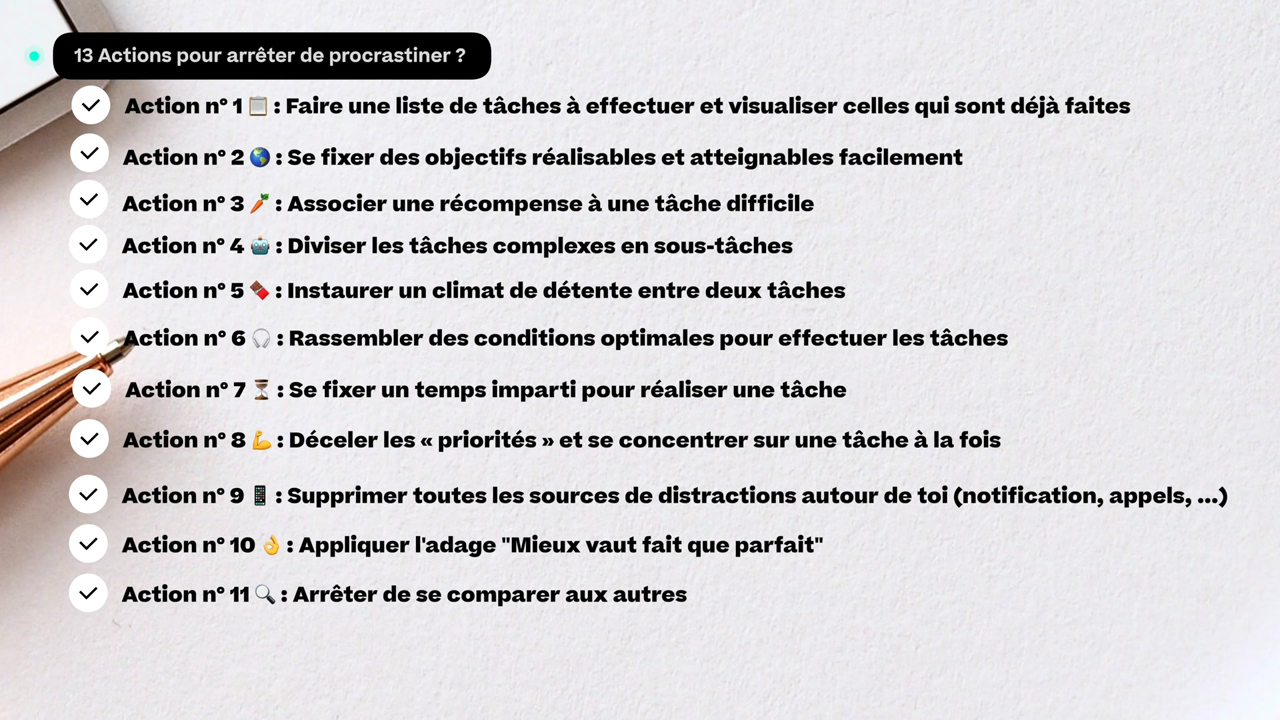 13 Actions pour arrêter de procrastiner ?
Action n° 1 📋 : Faire une liste de tâches à effectuer et visualiser celles qui sont déjà faites
Action n° 2 🌎 : Se fixer des objectifs réalisables et atteignables facilement
Action n° 3 🥕 : Associer une récompense à une tâche difficile
Action n° 4 🤖 : Diviser les tâches complexes en sous-tâches
Action n° 5 🍫 : Instaurer un climat de détente entre deux tâches
Action n° 6 🎧 : Rassembler des conditions optimales pour effectuer les tâches
Action n° 7 ⏳ : Se fixer un temps imparti pour réaliser une tâche
Action n° 8 💪 : Déceler les « priorités » et se concentrer sur une tâche à la fois
Action n° 9 📱 : Supprimer toutes les sources de distractions autour de toi (notification, appels, ...)
Action n° 10 👌 : Appliquer l'adage "Mieux vaut fait que parfait"
Action n° 11 🔍 : Arrêter de se comparer aux autres